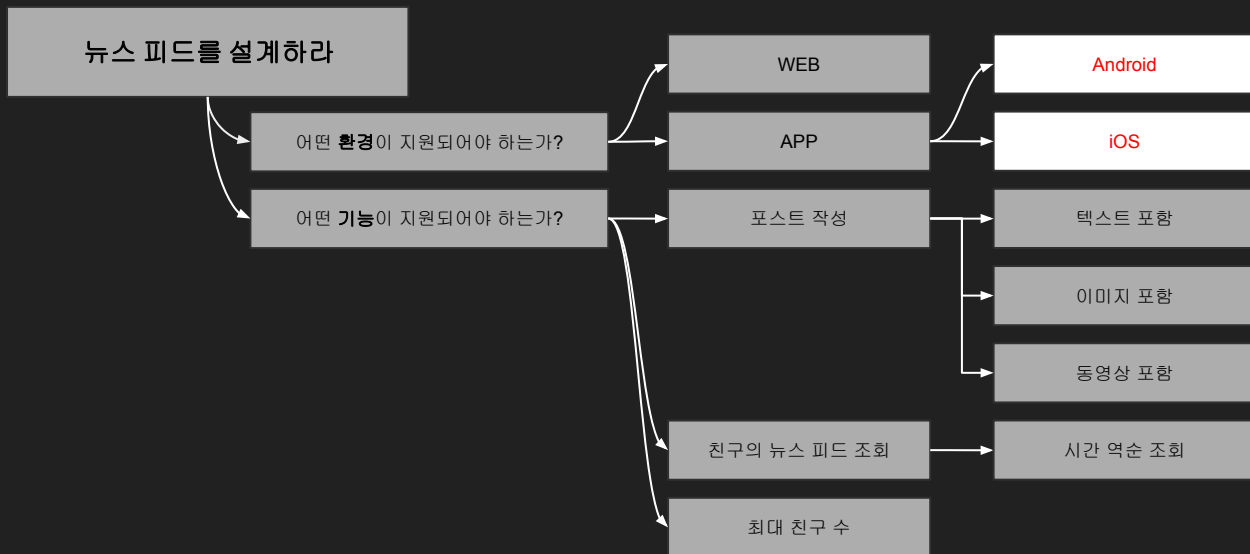 뉴스 피드를 설계하라
어떤 환경이 지원되어야 하는가?
WEB
APP
Android
iOS
어떤 기능이 지원되어야 하는가?
포스트 작성
텍스트 포함
이미지 포함
동영상 포함
친구의 뉴스 피드 조회
시간 역순 조회
최대 친구 수